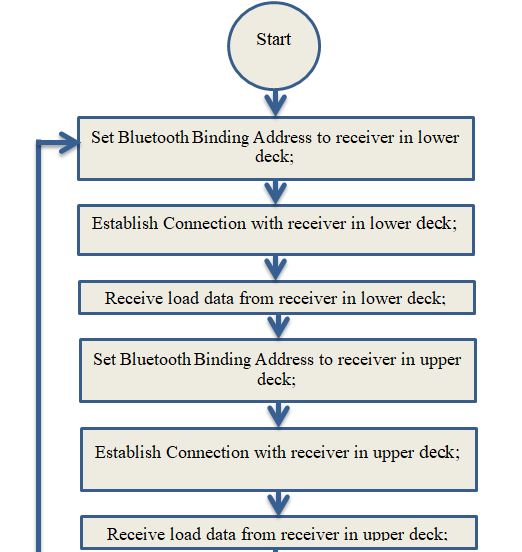 Start
Set Bluetooth Binding Address to receiver in lower
deck;
Establish Connection with receiver in lower deck;
Receive load data from receiver in lower deck;
Set Bluetooth Binding Address to receiver in upper
deck;
Establish Connection with receiver in upper deck;
Receive load data from receiver in upper deck;